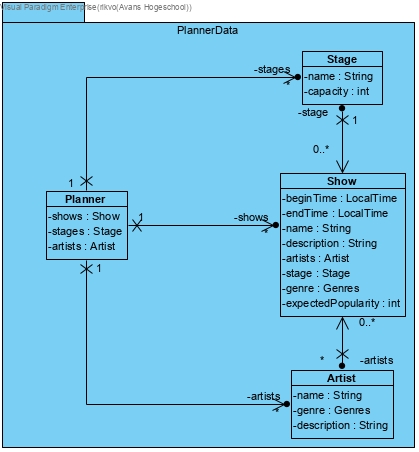 Visual Paradigm Enterprise(rikvo(Avans Hogeschool))
PlannerData
Stage
-name : String
-capacity : int
-stages
*
-stage
1
0..*
1
Planner
-shows : Show
-stages : Stage
-artists : Artist
1
-shows
*
1
Show
-beginTime : LocalTime
-endTime : LocalTime
-name : String
-description : String
-artists : Artist
-stage : Stage
-genre : Genres
-expectedPopularity : int
0..*
*
-artists
-artists
*
Artist
-name : String
-genre : Genres
-description : String